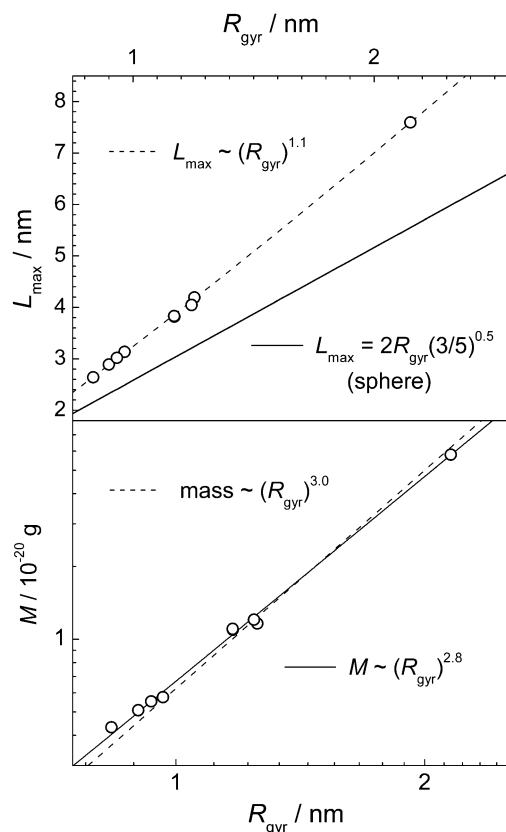 R_gyr / nm
1 2
8
7
6
5
4
3
2
L_max / nm
L_max ~ (R_gyr)^1.1
L_max = 2R_gyr(3/5)^0.5
(sphere)
mass ~ (R_gyr)^3.0
M / 10^-20 g
1
M ~ (R_gyr)^2.8
1 2
R_gyr / nm